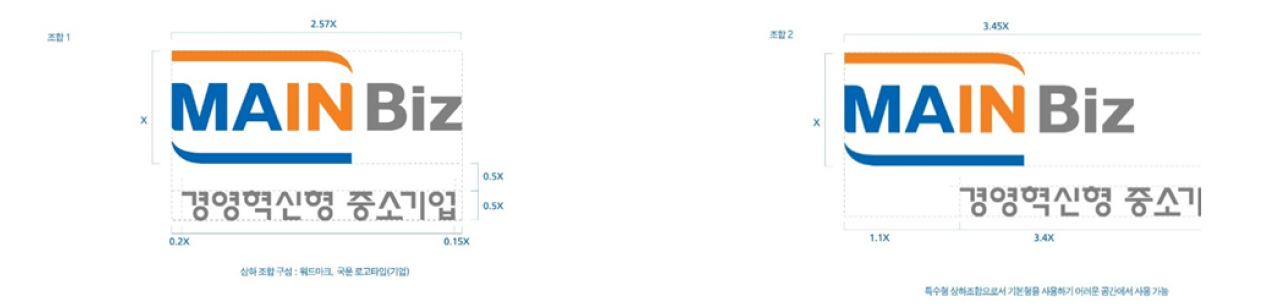 조합 1
2.57X
X
MAIN Biz
0.5X
경영혁신형 중소기업
0.5X
0.2X
0.15X
상하 조합 구성 : 워드마크, 국문 로고타입(기업)
조합 2
3.45X
X
MAIN Biz
경영혁신형 중소기
1.1X
3.4X
특수형 상하조합으로서 기본형을 사용하기 어려운 공간에서 사용 가능